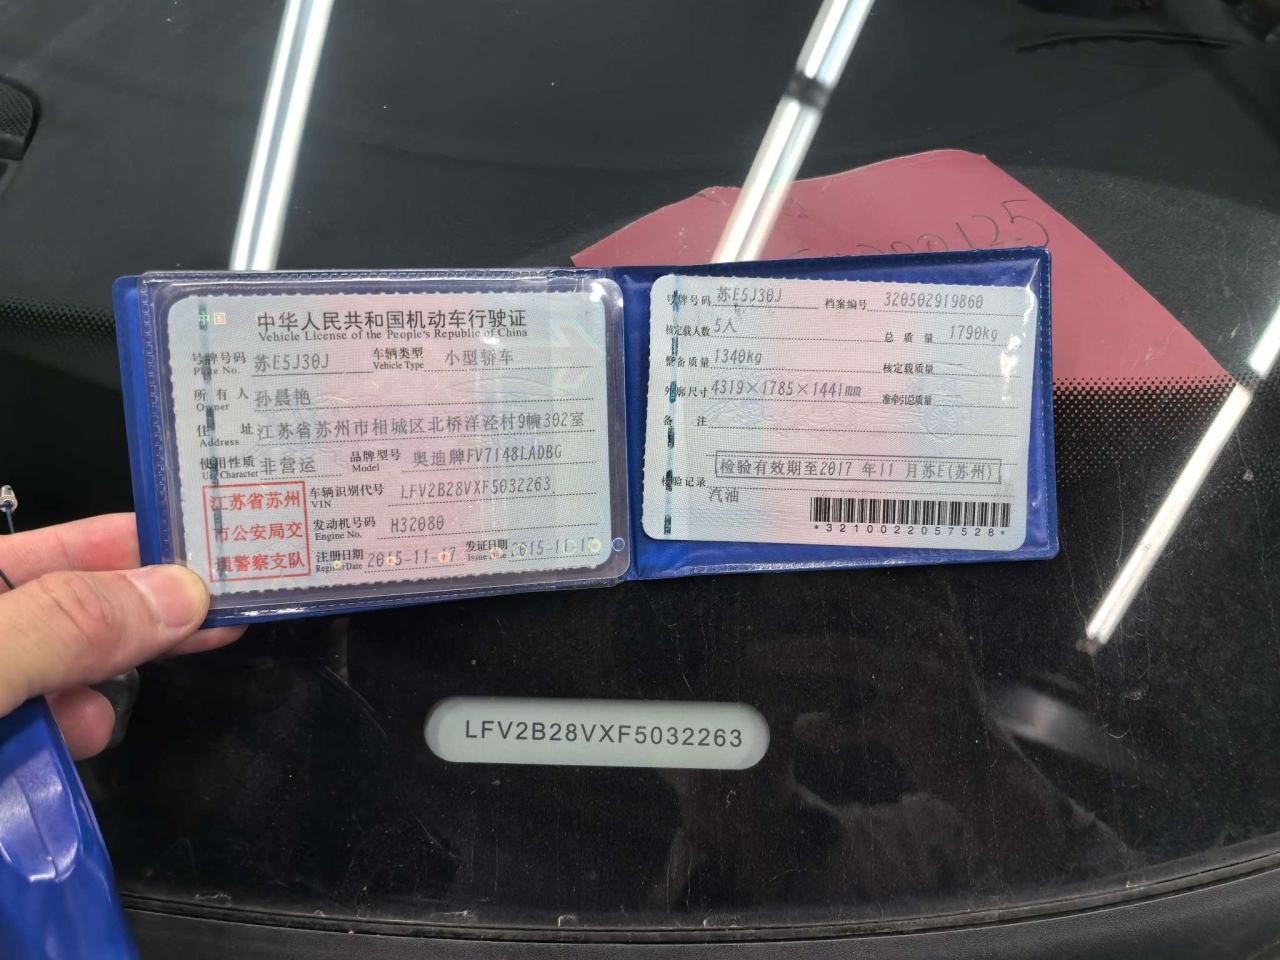 中国
中华人民共和国机动车行驶证
Vehicle License of the People's Republic of China
号牌号码 苏E5J30J 车辆类型 小型轿车
Plate No. Vehicle Type
所有人 孙晨艳
Owner
住址 江苏省苏州市相城区北桥洋泾村9幢302室
Address
使用性质 非营运 品牌型号 奥迪牌FV7148LADBG
Use Character Model
江苏省苏州
市公安局交
通警察支队
车辆识别代号 LFV2B28VXF5032263
VIN
发动机号码 H32080
Engine No.
注册日期 2015-11-17 发证日期 2015-11-17
Register Date Issue Date
号牌号码 苏E5J30J 档案编号 320502919860
核定载人数 5人 总质量 1790kg
整备质量 1340kg 核定载质量 --
外廓尺寸 4319×1785×1441mm 准牵引总质量 --
备注
检验有效期至2017 年11 月苏E(苏州)
检验记录
汽油
*3210022057528*
LFV2B28VXF5032263